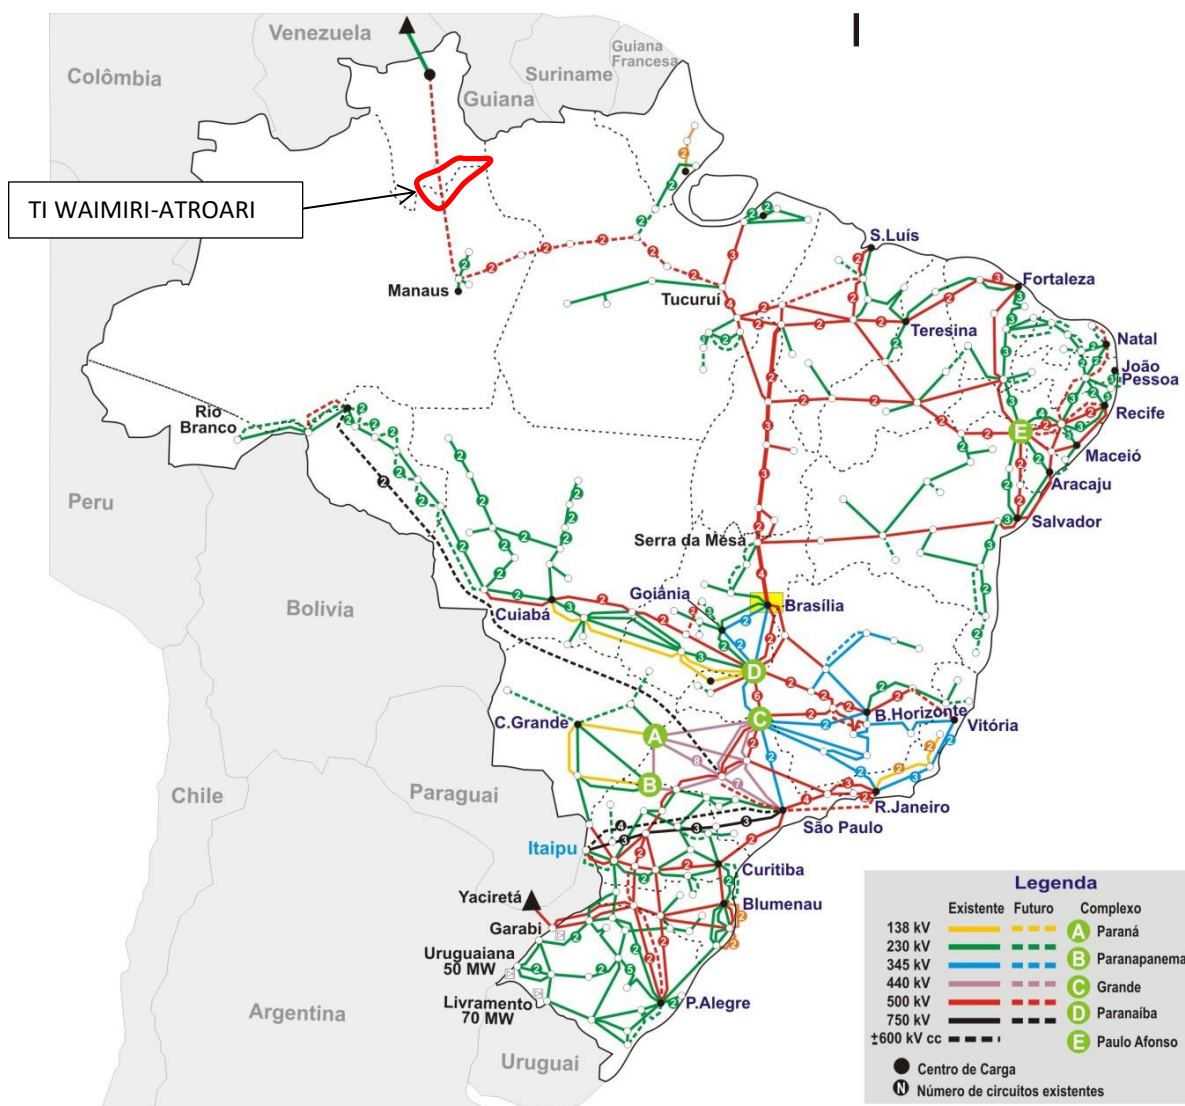 Venezuela
Colômbia
Guiana
Francesa
Suriname
Guiana
TI WAIMIRI-ATROARI
S.Luís
Manaus
Tucuruí
Fortaleza
Teresina
Natal
João
Pessoa
Rio
Branco
Recife
E
Maceió
Aracaju
Peru
Salvador
Serra da Mesa
Bolivia
Goiânia
Cuiabá
Brasília
D
C.Grande
A
C
B.Horizonte
Vitória
B
Chile
Paraguai
R.Janeiro
São Paulo
Itaipu
Curitiba
Yaciretá
Blumenau
Garabi
Uruguaiana
50 MW
Livramento
70 MW
P.Alegre
Argentina
Uruguai
Legenda
Existente Futuro Complexo
138 kV A Paraná
230 kV B Paranapanema
345 kV C Grande
440 kV
500 kV D Paranaíba
750 kV
±600 kV cc E Paulo Afonso
Centro de Carga
N Número de circuitos existentes